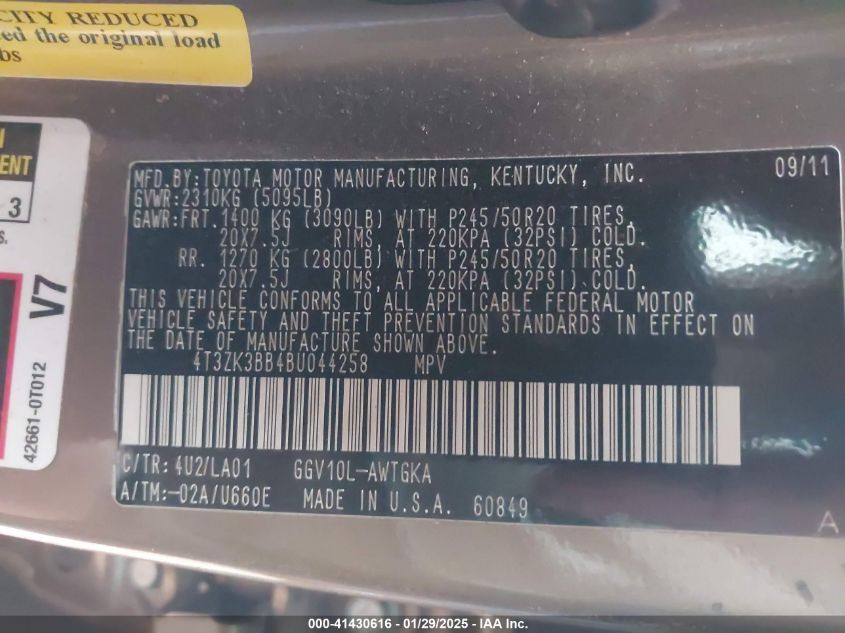 CITY REDUCED
the original load
bs
3
S.
V7
42661-0T012
MFD.BY:TOYOTA MOTOR MANUFACTURING, KENTUCKY, INC. 09/11
GVWR:2310KG (5095LB)
GAWR:FRT.1400 KG (3090LB) WITH P245/50R20 TIRES,
20X7.5J RIMS, AT 220KPA (32PSI) COLD.
RR. 1270 KG (2800LB) WITH P245/50R20 TIRES,
20X7.5J RIMS, AT 220KPA (32PSI) COLD.
THIS VEHICLE CONFORMS TO ALL APPLICABLE FEDERAL MOTOR
VEHICLE SAFETY AND THEFT PREVENTION STANDARDS IN EFFECT ON
THE DATE OF MANUFACTURE SHOWN ABOVE.
4T3ZK3BB4BU044258 MPV
C/TR: 4U2/LA01 GGV10L-AWTGKA
A/TM:-02A/U660E MADE IN U.S.A. 60849
A
000-41430616 - 01/29/2025 - IAA Inc.